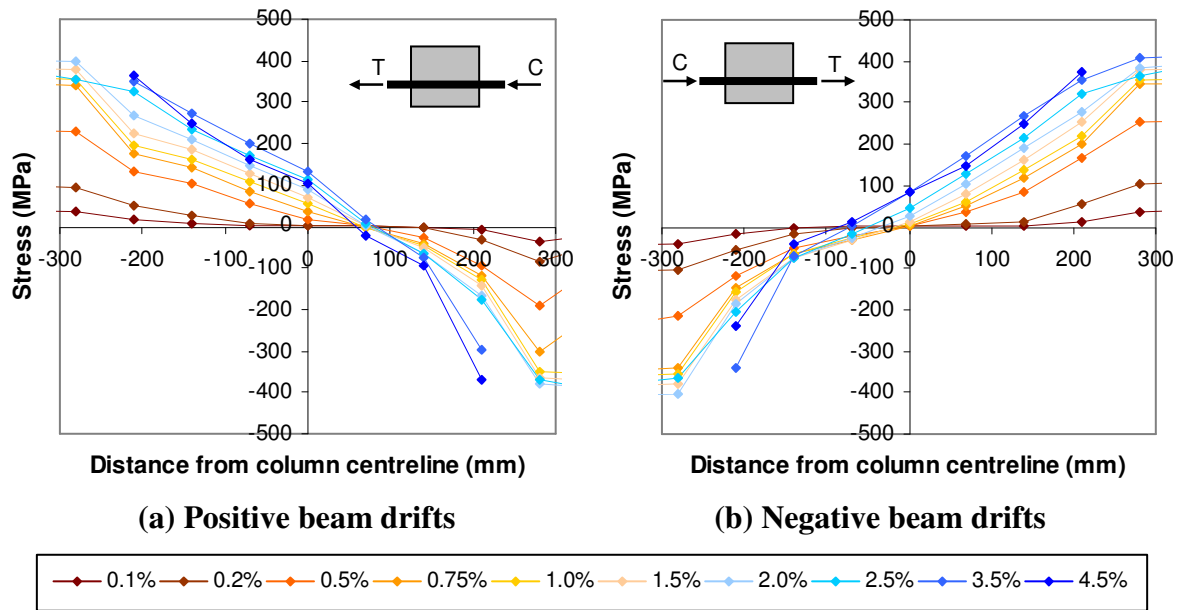 500
400
300
200
100
0
-100
-200
-300
-400
-500
-300 -200 -100 0 100 200 300
Stress (MPa)
Distance from column centreline (mm)
T C
(a) Positive beam drifts
500
400
300
200
100
0
-100
-200
-300
-400
-500
-300 -200 -100 0 100 200 300
Stress (MPa)
Distance from column centreline (mm)
C T
(b) Negative beam drifts
0.1% 0.2% 0.5% 0.75% 1.0% 1.5% 2.0% 2.5% 3.5% 4.5%